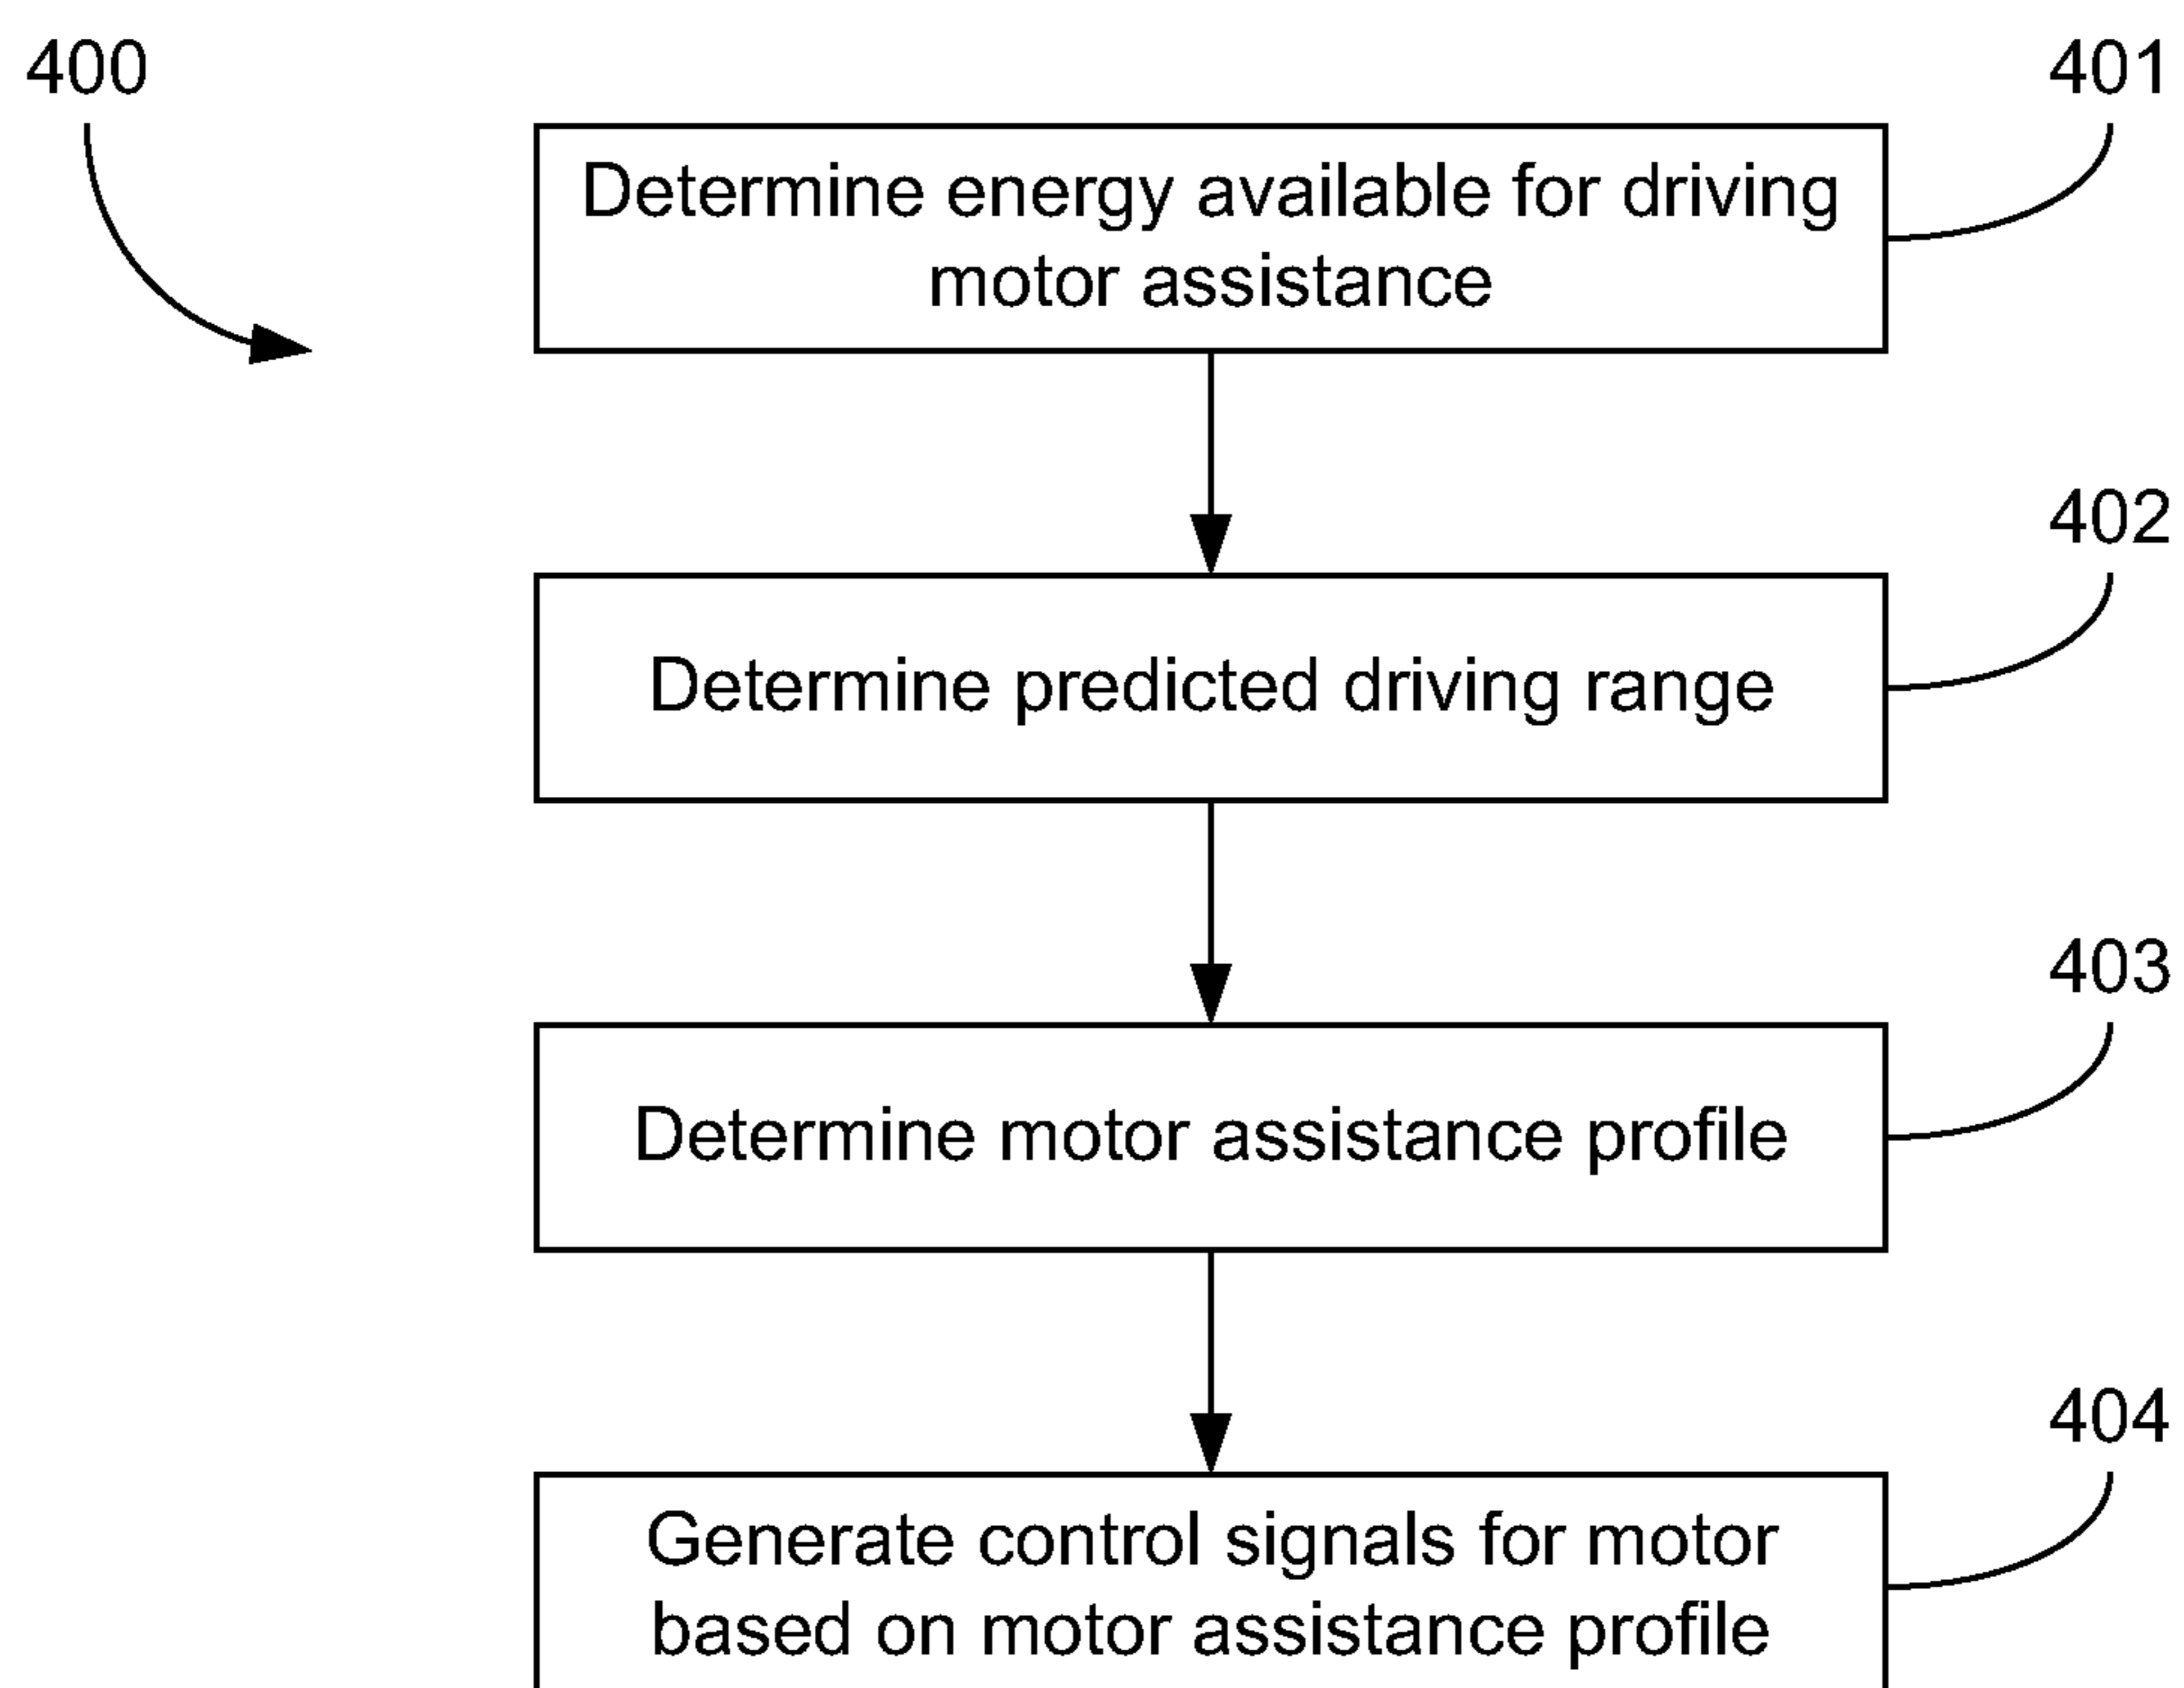 400
401
Determine energy available for driving
motor assistance
402
Determine predicted driving range
403
Determine motor assistance profile
404
Generate control signals for motor
based on motor assistance profile